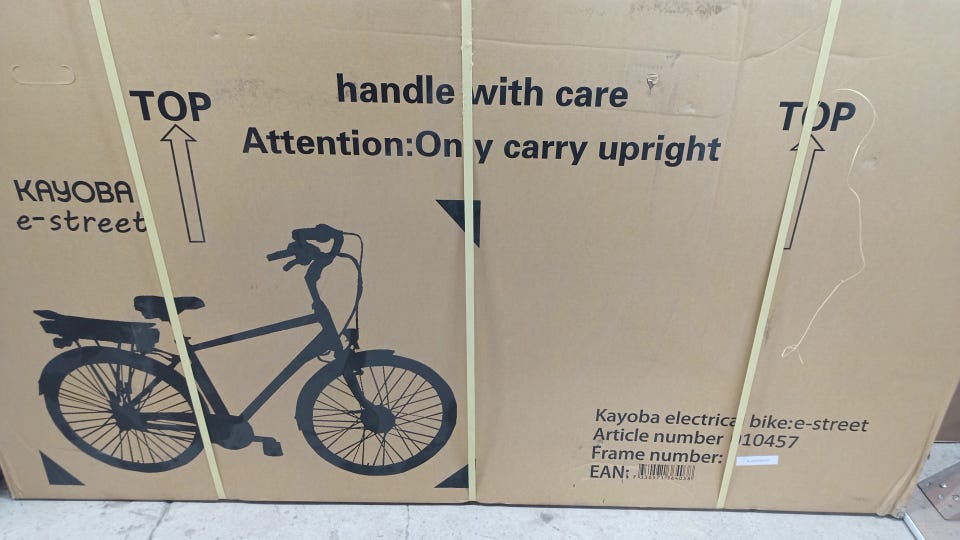 TOP
handle with care
TOP
Attention:Only carry upright
KAYOBA
e-street
Kayoba electrical bike:e-street
Article number 010457
Frame number:
EAN: